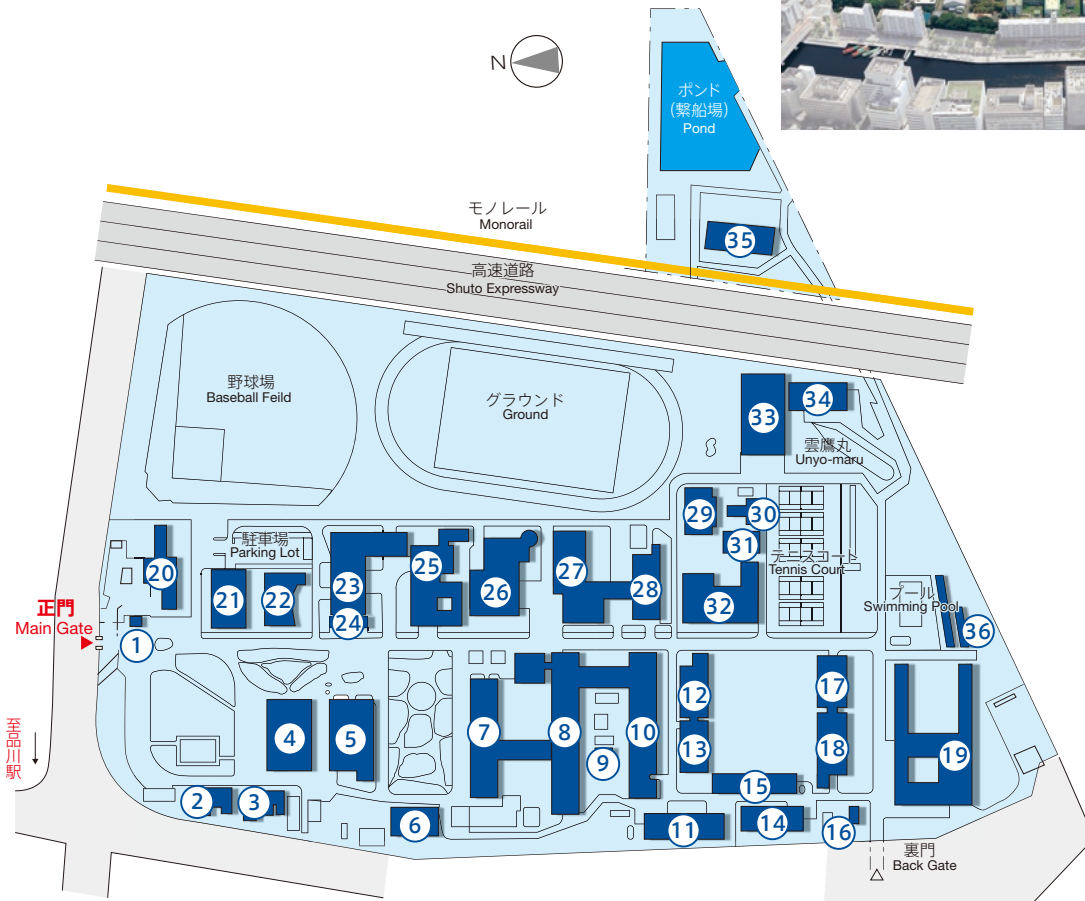 N
ポンド
(繋船場)
Pond
35
モノレール
Monorail
高速道路
Shuto Expressway
野球場
Baseball Feild
グラウンド
Ground
33
34
雲鷹丸
Unyo-maru
29
30
31
テニスコート
Tennis Court
駐車場
Parking Lot
20
21
22
23
24
25
26
27
28
32
プール
Swimming Pool
36
正門
Main Gate
1
至品川駅
4
5
7
8
9
10
12
13
17
18
19
2
3
6
11
15
14
16
裏門
Back Gate